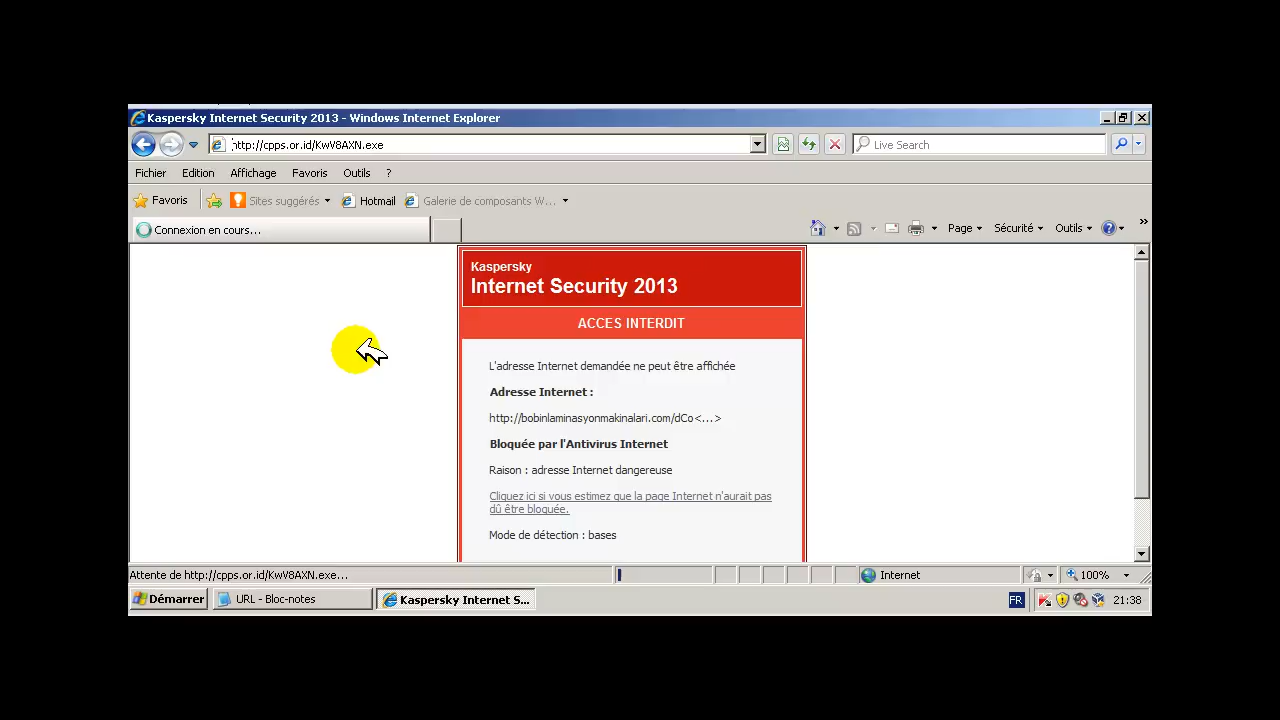 Kaspersky Internet Security 2013 - Windows Internet Explorer
http://cpps.or.id/KwV8AXN.exe
Live Search
Fichier Edition Affichage Favoris Outils ?
Favoris Sites suggérés Hotmail Galerie de composants W...
Connexion en cours... Page Sécurité Outils »
Kaspersky
Internet Security 2013
ACCES INTERDIT
L'adresse Internet demandée ne peut être affichée
Adresse Internet :
http://bobinlaminasyonmakinalari.com/dCo<...>
Bloquée par l'Antivirus Internet
Raison : adresse Internet dangereuse
Cliquez ici si vous estimez que la page Internet n'aurait pas
dû être bloquée.
Mode de détection : bases
Attente de http://cpps.or.id/KwV8AXN.exe... Internet 100%
Démarrer URL - Bloc-notes Kaspersky Internet S... FR 21:38